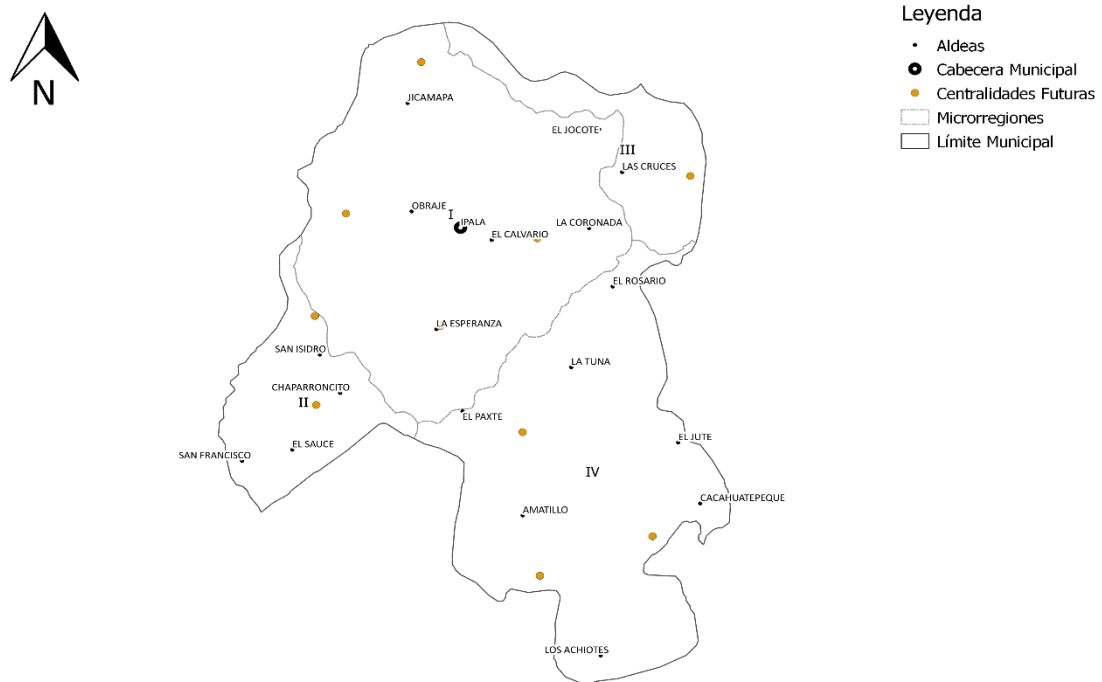 Leyenda
Aldeas
Cabecera Municipal
Centralidades Futuras
Microrregiones
Límite Municipal
N
JICAMAPA
EL JOCOTE
III
LAS CRUCES
OBRAJE
I
IPALA
LA CORONADA
EL CALVARIO
EL ROSARIO
LA ESPERANZA
SAN ISIDRO
LA TUNA
CHAPARRONCITO
II
EL PAXTE
EL SAUCE
EL JUTE
SAN FRANCISCO
IV
CACAHUATEPEQUE
AMATILLO
LOS ACHIOTES